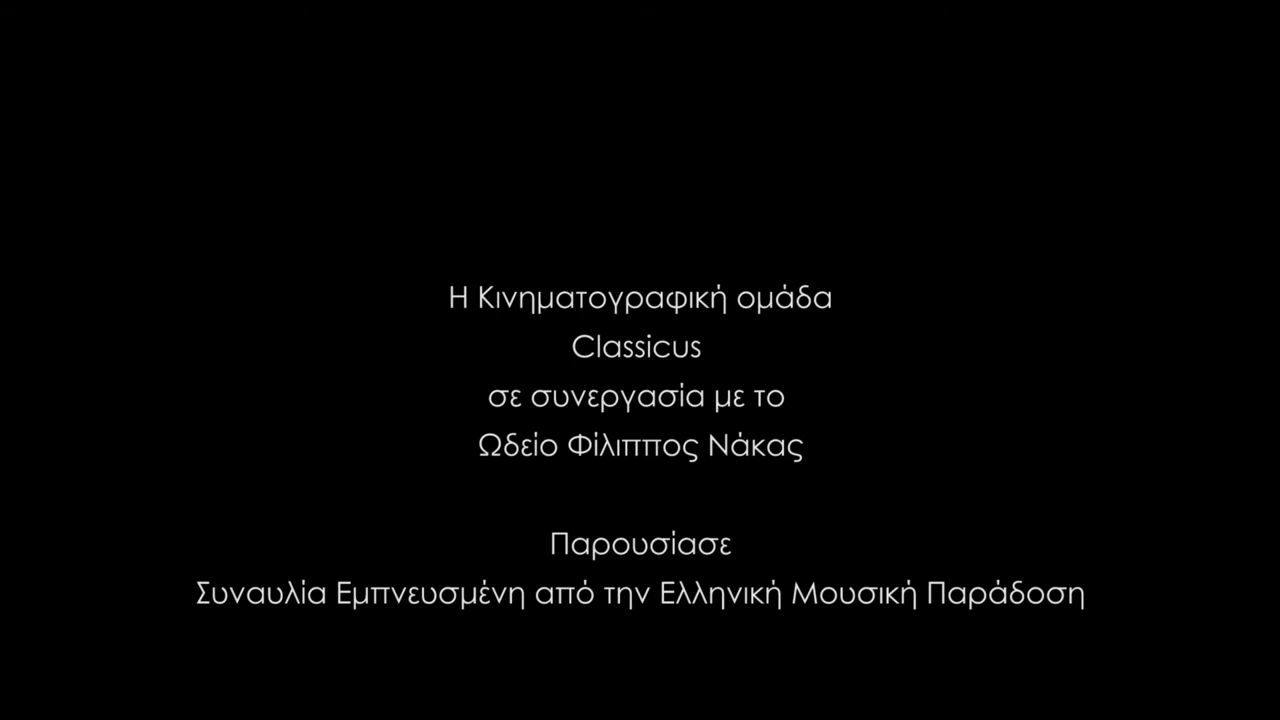 Η Κινηματογραφική ομάδα
Classicus
σε συνεργασία με το
Ωδείο Φίλιππος Νάκας
Παρουσίασε
Συναυλία Εμπνευσμένη από την Ελληνική Μουσική Παράδοση